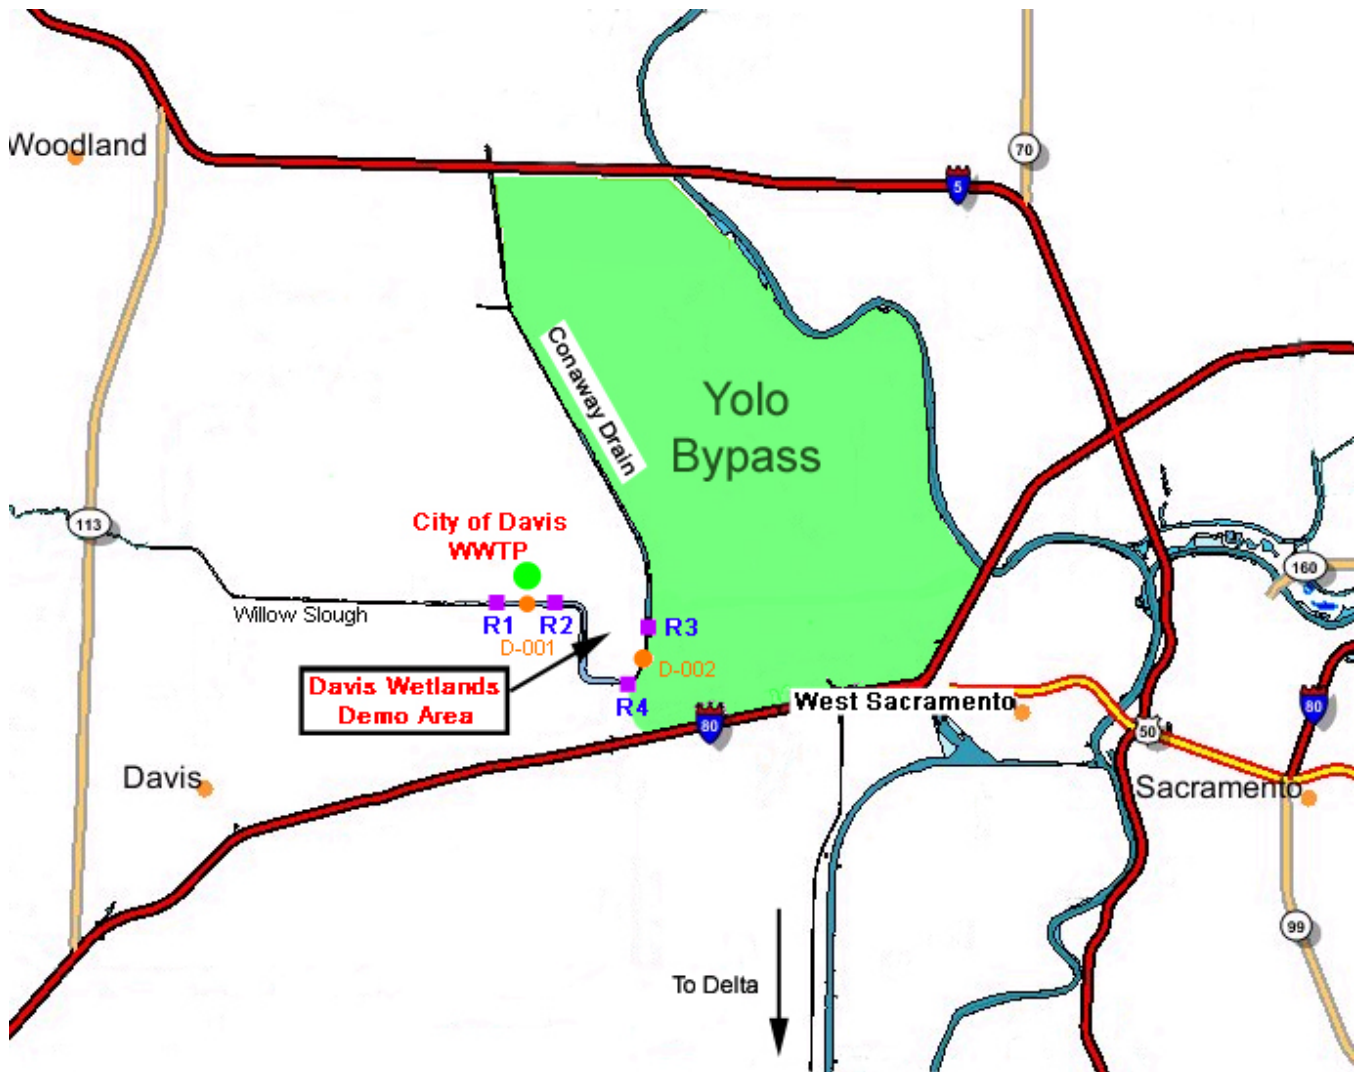 Woodland
70
5
Conaway Drain
Yolo
Bypass
113
City of Davis
WWTP
160
Willow Slough
R1
R2
R3
D-001
D-002
Davis Wetlands
Demo Area
R4
80
West Sacramento
80
50
Davis
Sacramento
99
To Delta